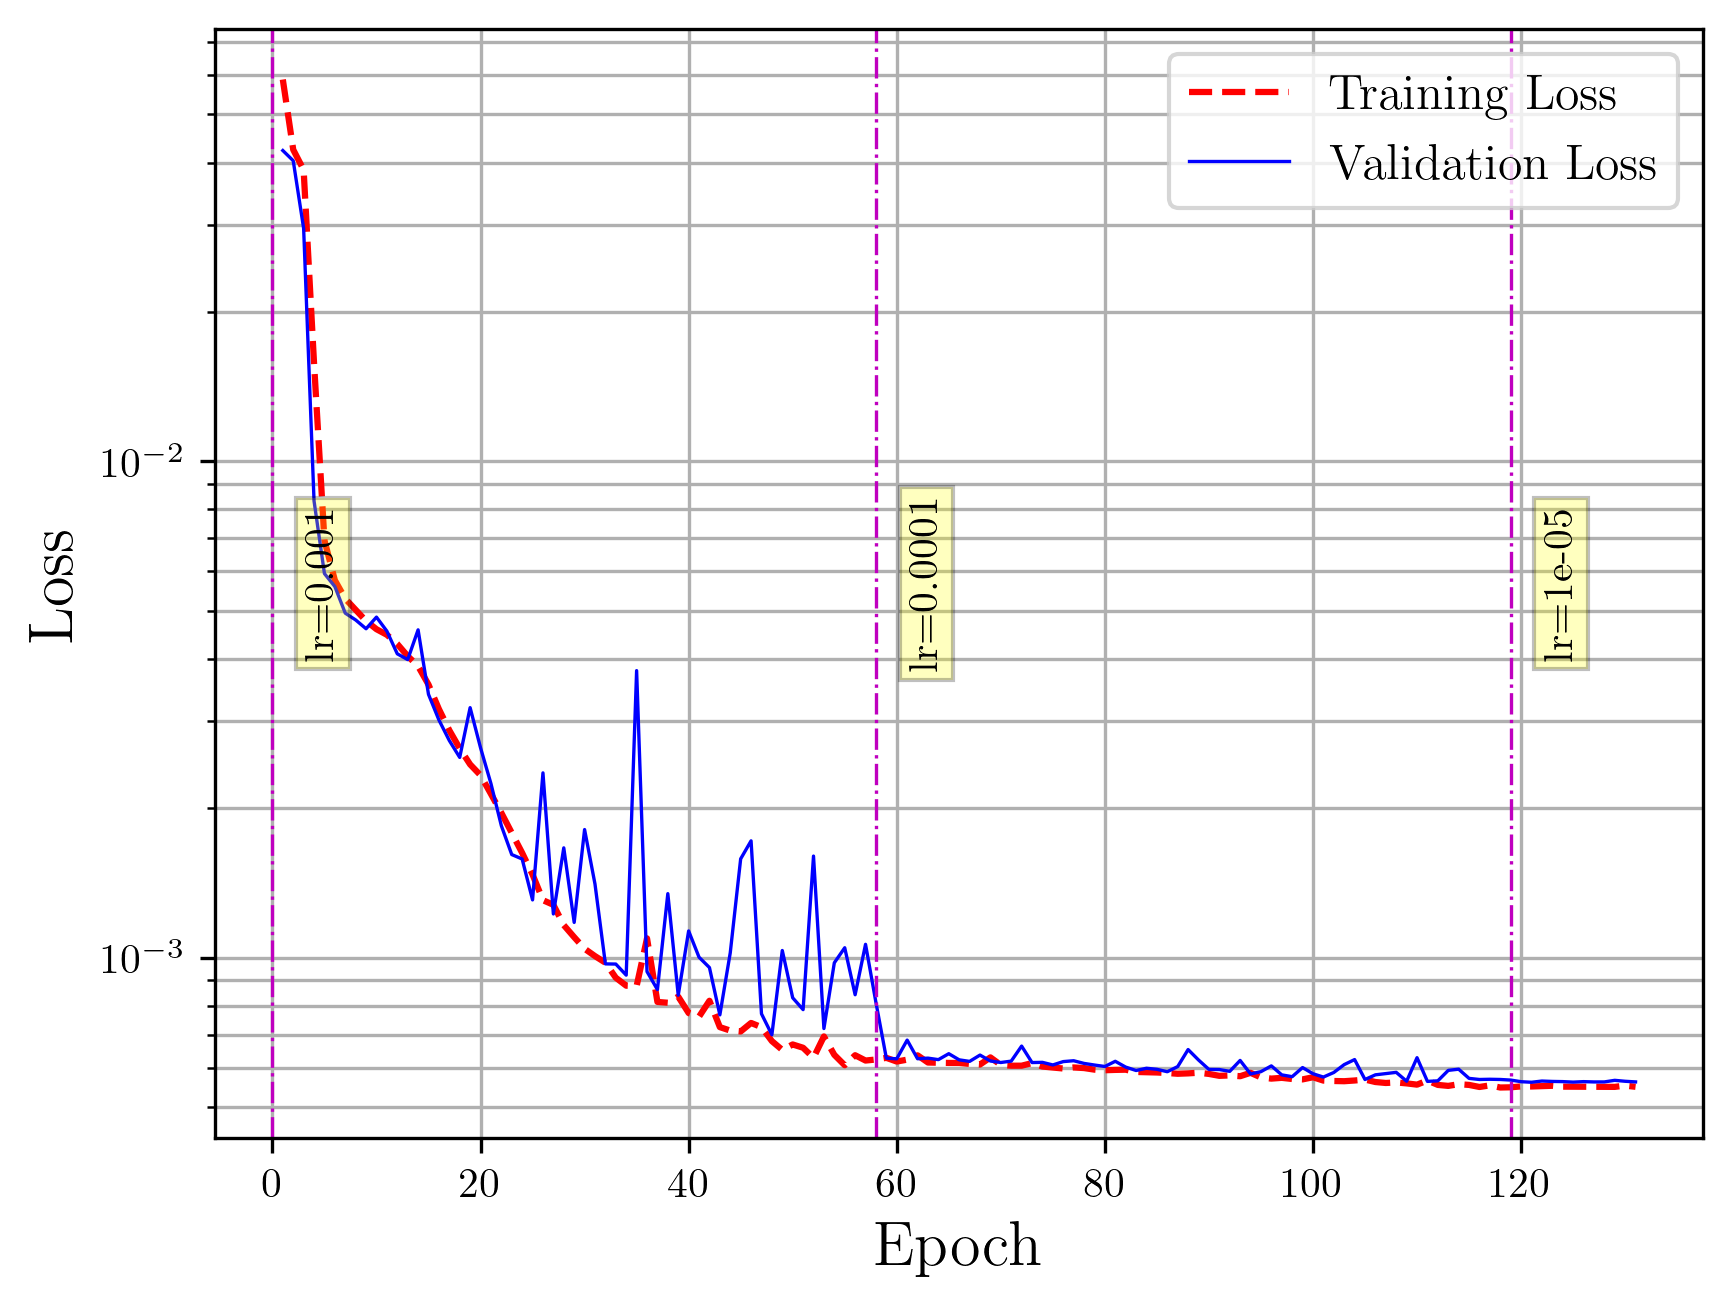 Training Loss
Validation Loss
10⁻²
10⁻³
Loss
lr=0.001
lr=0.0001
lr=1e-05
0
20
40
60
80
100
120
Epoch